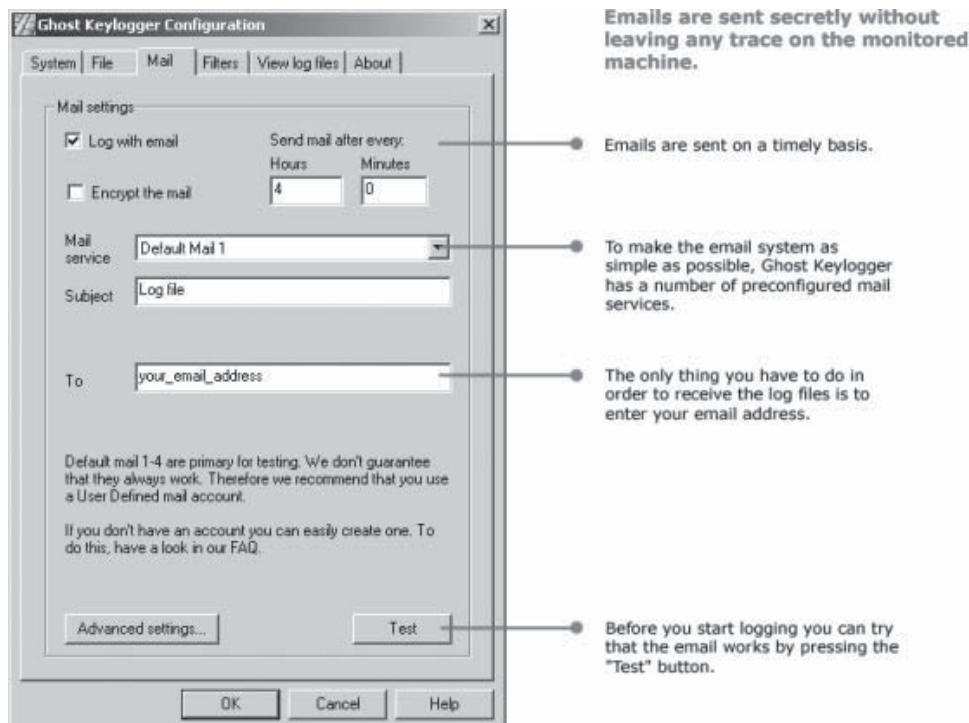 Ghost Keylogger Configuration
System
File
Mail
Filters
View log files
About
Mail settings
Log with email
Send mail after every:
Hours
Minutes
4
0
Encrypt the mail
Mail
service
Default Mail 1
Subject
Log file
To
your_email_address
Default mail 1-4 are primary for testing. We don't guarantee
that they always work. Therefore we recommend that you use
a User Defined mail account.
If you don't have an account you can easily create one. To
do this, have a look in our FAQ.
Advanced settings...
Test
OK
Cancel
Help
Emails are sent secretly without
leaving any trace on the monitored
machine.
Emails are sent on a timely basis.
To make the email system as
simple as possible, Ghost Keylogger
has a number of preconfigured mail
services.
The only thing you have to do in
order to receive the log files is to
enter your email address.
Before you start logging you can try
that the email works by pressing the
"Test" button.